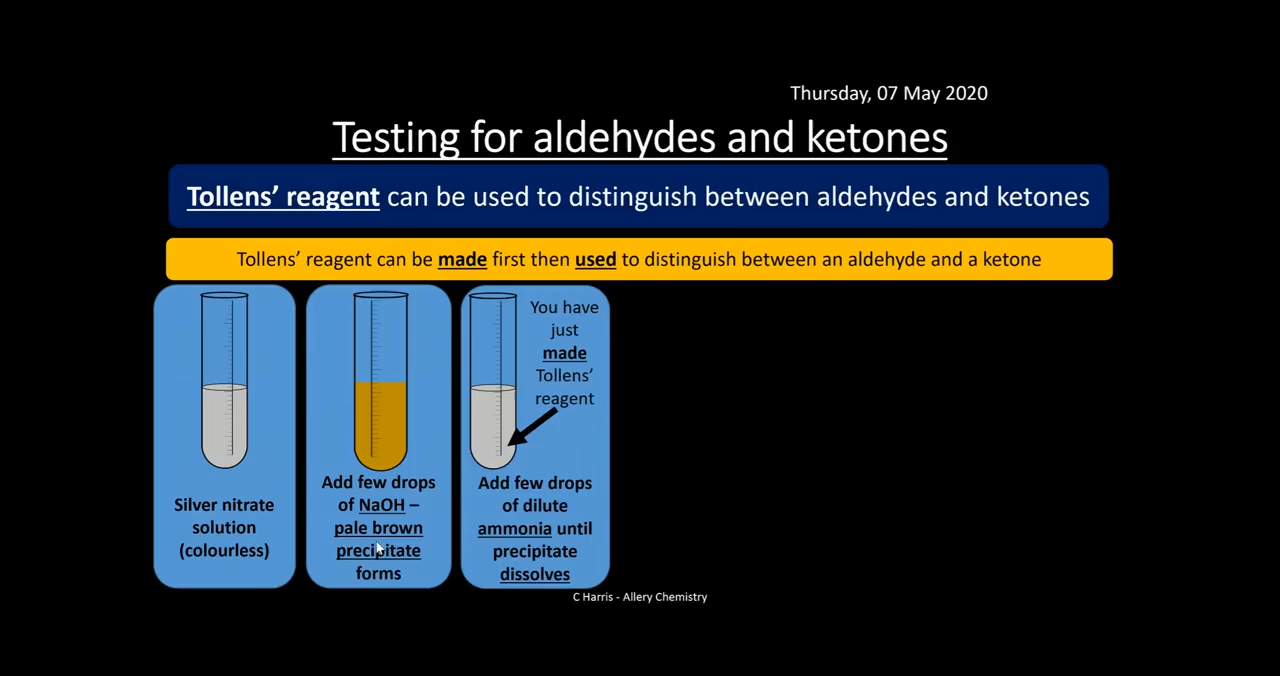 Thursday, 07 May 2020
Testing for aldehydes and ketones
Tollens’ reagent can be used to distinguish between aldehydes and ketones
Tollens’ reagent can be made first then used to distinguish between an aldehyde and a ketone
Silver nitrate
solution
(colourless)
Add few drops
of NaOH –
pale brown
precipitate
forms
You have
just
made
Tollens’
reagent
Add few drops
of dilute
ammonia until
precipitate
dissolves
C Harris - Allery Chemistry